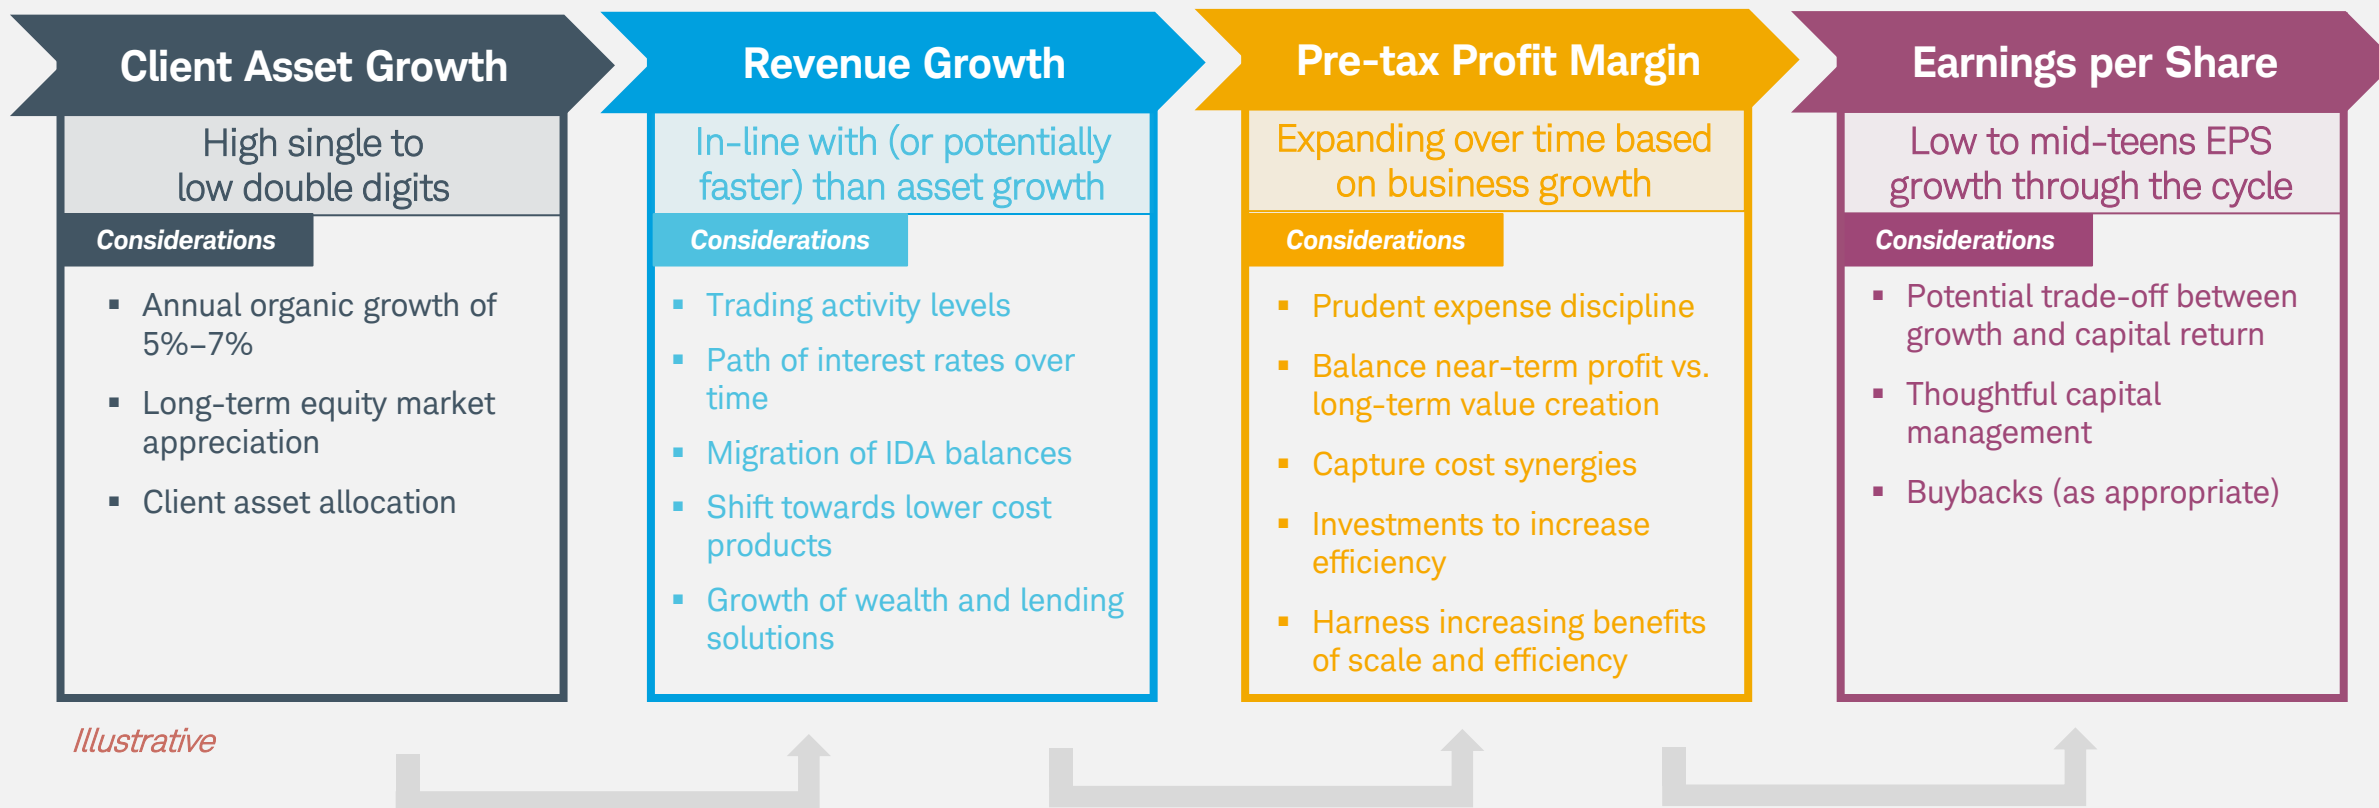 Client Asset Growth
High single to
low double digits
Considerations
▪ Annual organic growth of
5%–7%
▪ Long-term equity market
appreciation
▪ Client asset allocation
Revenue Growth
In-line with (or potentially
faster) than asset growth
Considerations
▪ Trading activity levels
▪ Path of interest rates over
time
▪ Migration of IDA balances
▪ Shift towards lower cost
products
▪ Growth of wealth and lending
solutions
Pre-tax Profit Margin
Expanding over time based
on business growth
Considerations
▪ Prudent expense discipline
▪ Balance near-term profit vs.
long-term value creation
▪ Capture cost synergies
▪ Investments to increase
efficiency
▪ Harness increasing benefits
of scale and efficiency
Earnings per Share
Low to mid-teens EPS
growth through the cycle
Considerations
▪ Potential trade-off between
growth and capital return
▪ Thoughtful capital
management
▪ Buybacks (as appropriate)
Illustrative